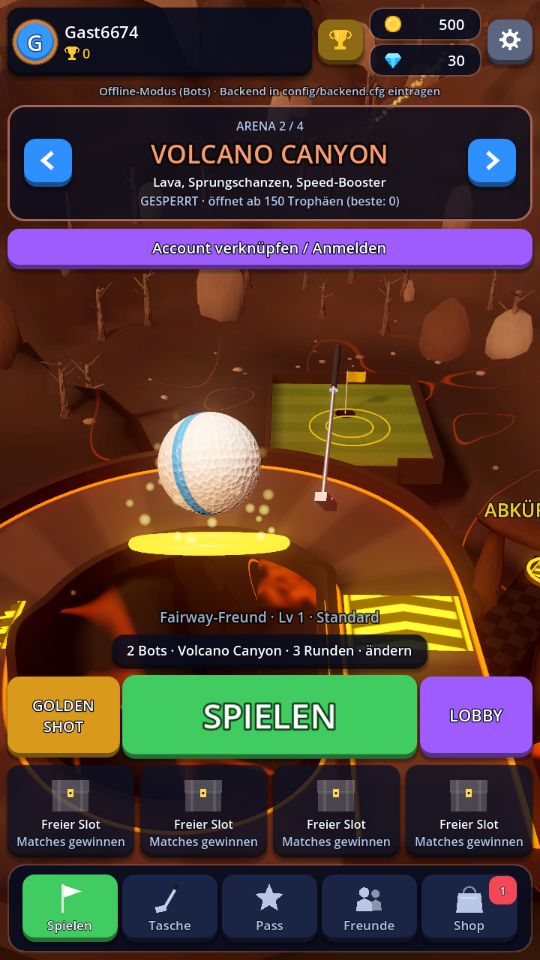 G
Gast6674
0
500
30
Offline-Modus (Bots) · Backend in config/backend.cfg eintragen
ARENA 2 / 4
VOLCANO CANYON
Lava, Sprungschanzen, Speed-Booster
GESPERRT · öffnet ab 150 Trophäen (beste: 0)
Account verknüpfen / Anmelden
Fairway-Freund · Lv 1 · Standard
2 Bots · Volcano Canyon · 3 Runden · ändern
GOLDEN
SHOT
SPIELEN
LOBBY
Freier Slot
Matches gewinnen
Freier Slot
Matches gewinnen
Freier Slot
Matches gewinnen
Freier Slot
Matches gewinnen
Spielen
Tasche
Pass
Freunde
1
Shop